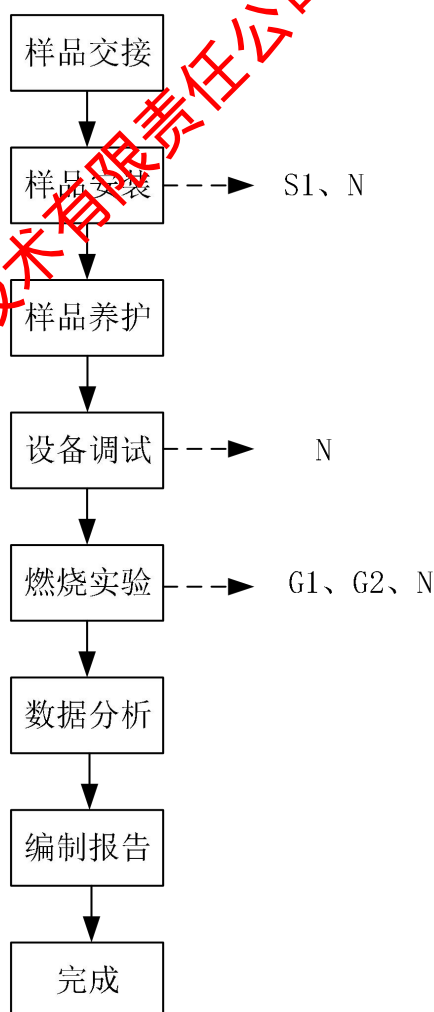 样品交接
样品安装
S1、N
样品养护
设备调试
N
燃烧实验
G1、G2、N
数据分析
编制报告
完成
术有限责任公